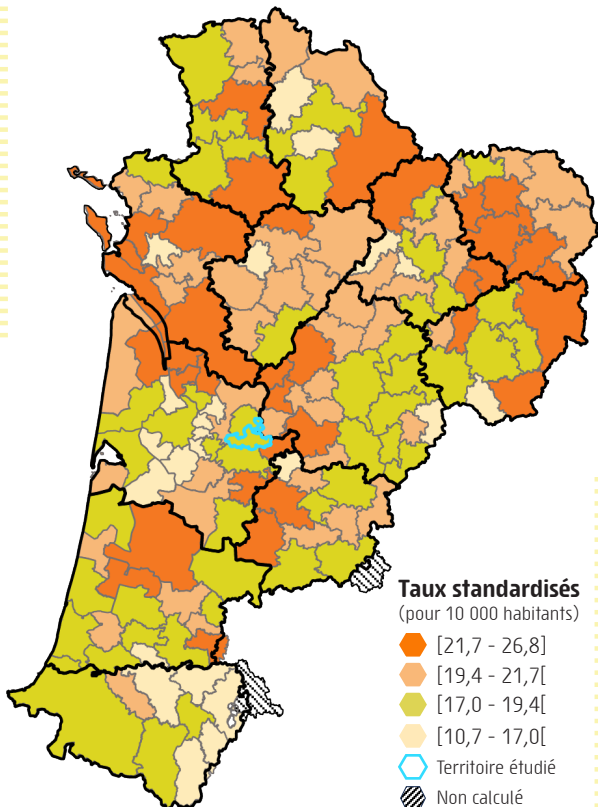 Taux standardisés
(pour 10 000 habitants)
[21,7 - 26,8]
[19,4 - 21,7[
[17,0 - 19,4[
[10,7 - 17,0[
Territoire étudié
Non calculé